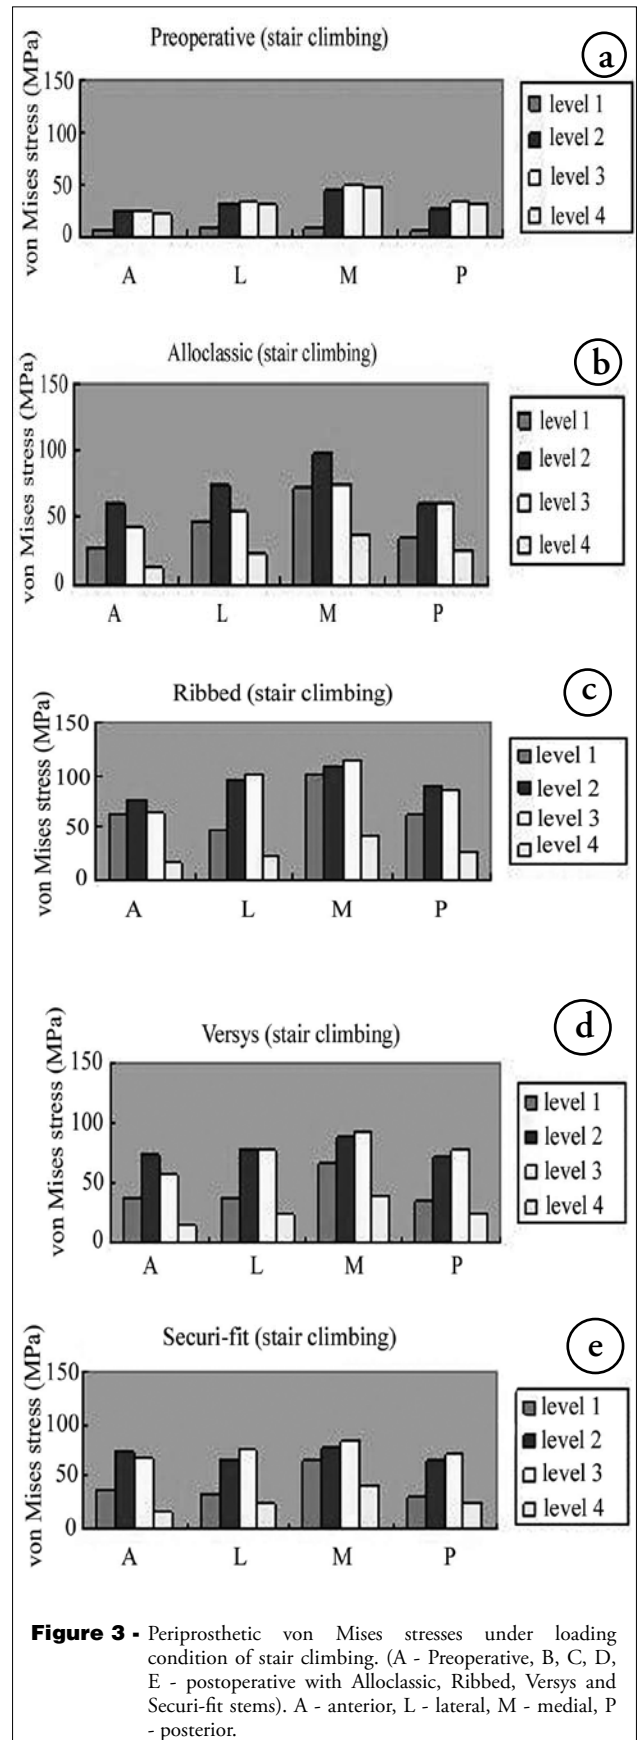 Preoperative (stair climbing)
a
von Mises stress (MPa)
150
100
50
0
A L M P
level 1
level 2
level 3
level 4
Alloclassic (stair climbing)
b
von Mises stress (MPa)
150
100
50
0
A L M P
level 1
level 2
level 3
level 4
Ribbed (stair climbing)
c
von Mises stress (MPa)
150
100
50
0
A L M P
level 1
level 2
level 3
level 4
Versys (stair climbing)
d
von Mises stress (MPa)
150
100
50
0
A L M P
level 1
level 2
level 3
level 4
Securi-fit (stair climbing)
e
von Mises stress (MPa)
150
100
50
0
A L M P
level 1
level 2
level 3
level 4
Figure 3 - Periprosthetic von Mises stresses under loading
condition of stair climbing. (A - Preoperative, B, C, D,
E - postoperative with Alloclassic, Ribbed, Versys and
Securi-fit stems). A - anterior, L - lateral, M - medial, P
- posterior.